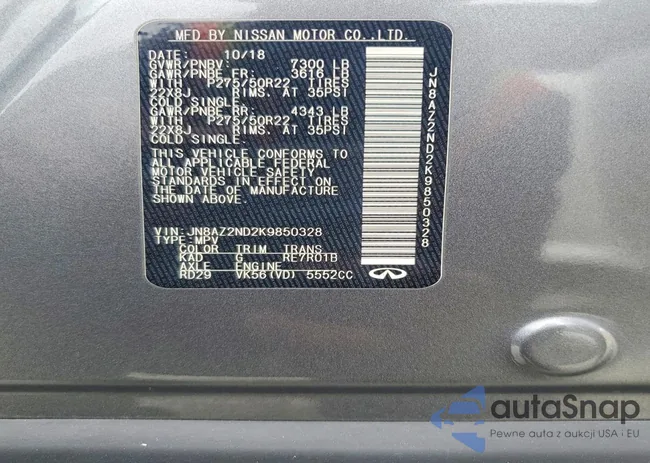 MFD BY NISSAN MOTOR CO.,LTD.
DATE: 10/18
GVWR/PNBV: 7300 LB
GAWR/PNBE FR: 3616 LB
WITH P275/50R22 TIRES
22X8J RIMS. AT 35PSI
COLD SINGLE.
GAWR/PNBE RR: 4343 LB
WITH P275/50R22 TIRES
22X8J RIMS. AT 35PSI
COLD SINGLE.
THIS VEHICLE CONFORMS TO
ALL APPLICABLE FEDERAL
MOTOR VEHICLE SAFETY
STANDARDS IN EFFECT ON
THE DATE OF MANUFACTURE
SHOWN ABOVE.
VIN: JN8AZ2ND2K9850328
TYPE: MPV
COLOR TRIM TRANS
KAD G RE7R01B
AXLE ENGINE
RD29 VK56(VD) 5552CC
JN8AZ2ND2K9850328
autoSnap
Pewne auta z aukcji USA i EU